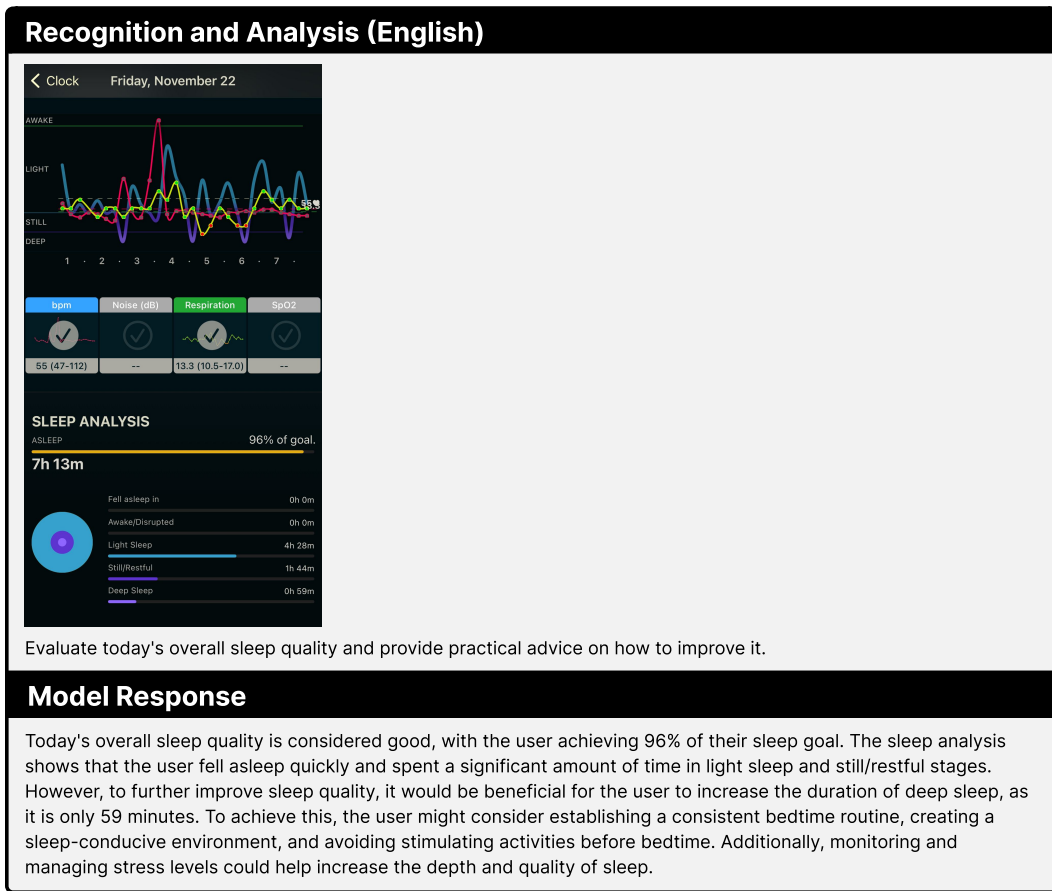 Recognition and Analysis (English)
Clock Friday, November 22
AWAKE
LIGHT
STILL
DEEP
1 · 2 · 3 · 4 · 5 · 6 · 7 ·
bpm Noise (dB) Respiration SpO2
55 (47-112) -- 13.3 (10.5-17.0) --
SLEEP ANALYSIS
ASLEEP 96% of goal.
7h 13m
Fell asleep in 0h 0m
Awake/Disrupted 0h 0m
Light Sleep 4h 28m
Still/Restful 1h 44m
Deep Sleep 0h 59m
Evaluate today's overall sleep quality and provide practical advice on how to improve it.
Model Response
Today's overall sleep quality is considered good, with the user achieving 96% of their sleep goal. The sleep analysis
shows that the user fell asleep quickly and spent a significant amount of time in light sleep and still/restful stages.
However, to further improve sleep quality, it would be beneficial for the user to increase the duration of deep sleep, as
it is only 59 minutes. To achieve this, the user might consider establishing a consistent bedtime routine, creating a
sleep-conducive environment, and avoiding stimulating activities before bedtime. Additionally, monitoring and
managing stress levels could help increase the depth and quality of sleep.